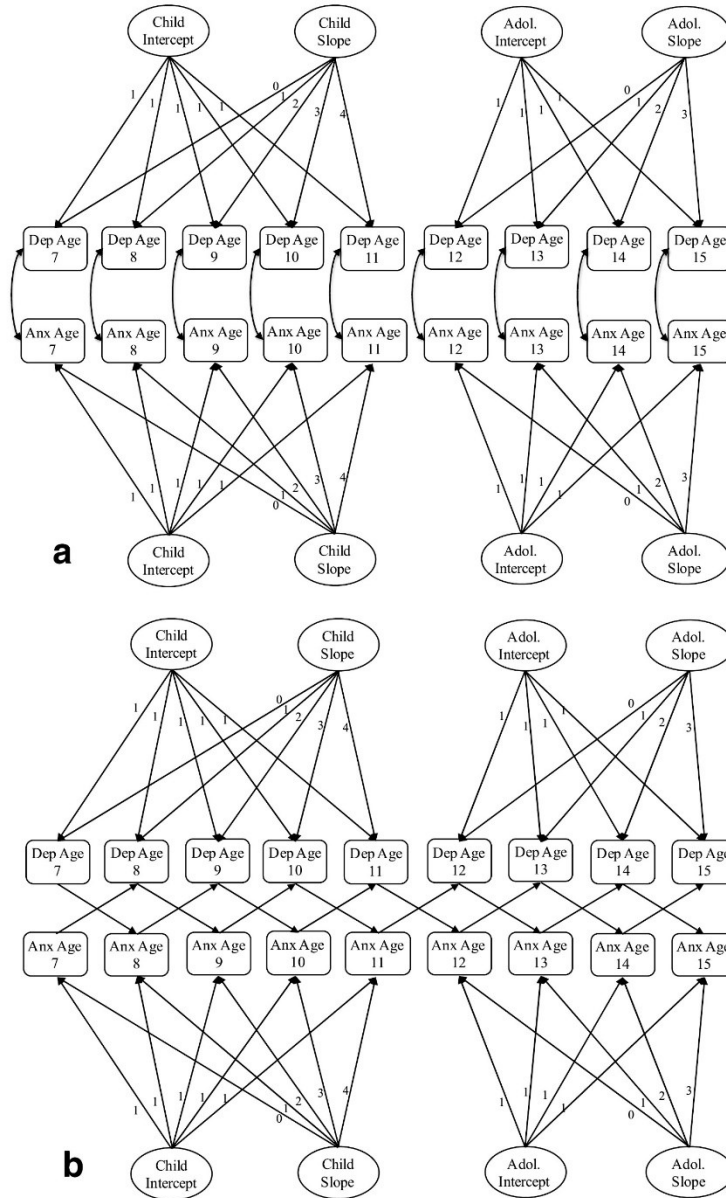 Child Intercept
Child Slope
Adol. Intercept
Adol. Slope
1 1 1 1 1 0 1 2 3 4
1 1 1 1 0 1 2 3
Dep Age 7
Dep Age 8
Dep Age 9
Dep Age 10
Dep Age 11
Dep Age 12
Dep Age 13
Dep Age 14
Dep Age 15
Anx Age 7
Anx Age 8
Anx Age 9
Anx Age 10
Anx Age 11
Anx Age 12
Anx Age 13
Anx Age 14
Anx Age 15
1 1 1 1 1 0 1 2 3 4
1 1 1 1 0 1 2 3
a
Child Intercept
Child Slope
Adol. Intercept
Adol. Slope
Child Intercept
Child Slope
Adol. Intercept
Adol. Slope
1 1 1 1 1 0 1 2 3 4
1 1 1 1 0 1 2 3
Dep Age 7
Dep Age 8
Dep Age 9
Dep Age 10
Dep Age 11
Dep Age 12
Dep Age 13
Dep Age 14
Dep Age 15
Anx Age 7
Anx Age 8
Anx Age 9
Anx Age 10
Anx Age 11
Anx Age 12
Anx Age 13
Anx Age 14
Anx Age 15
1 1 1 1 1 0 1 2 3 4
1 1 1 1 0 1 2 3
b
Child Intercept
Child Slope
Adol. Intercept
Adol. Slope